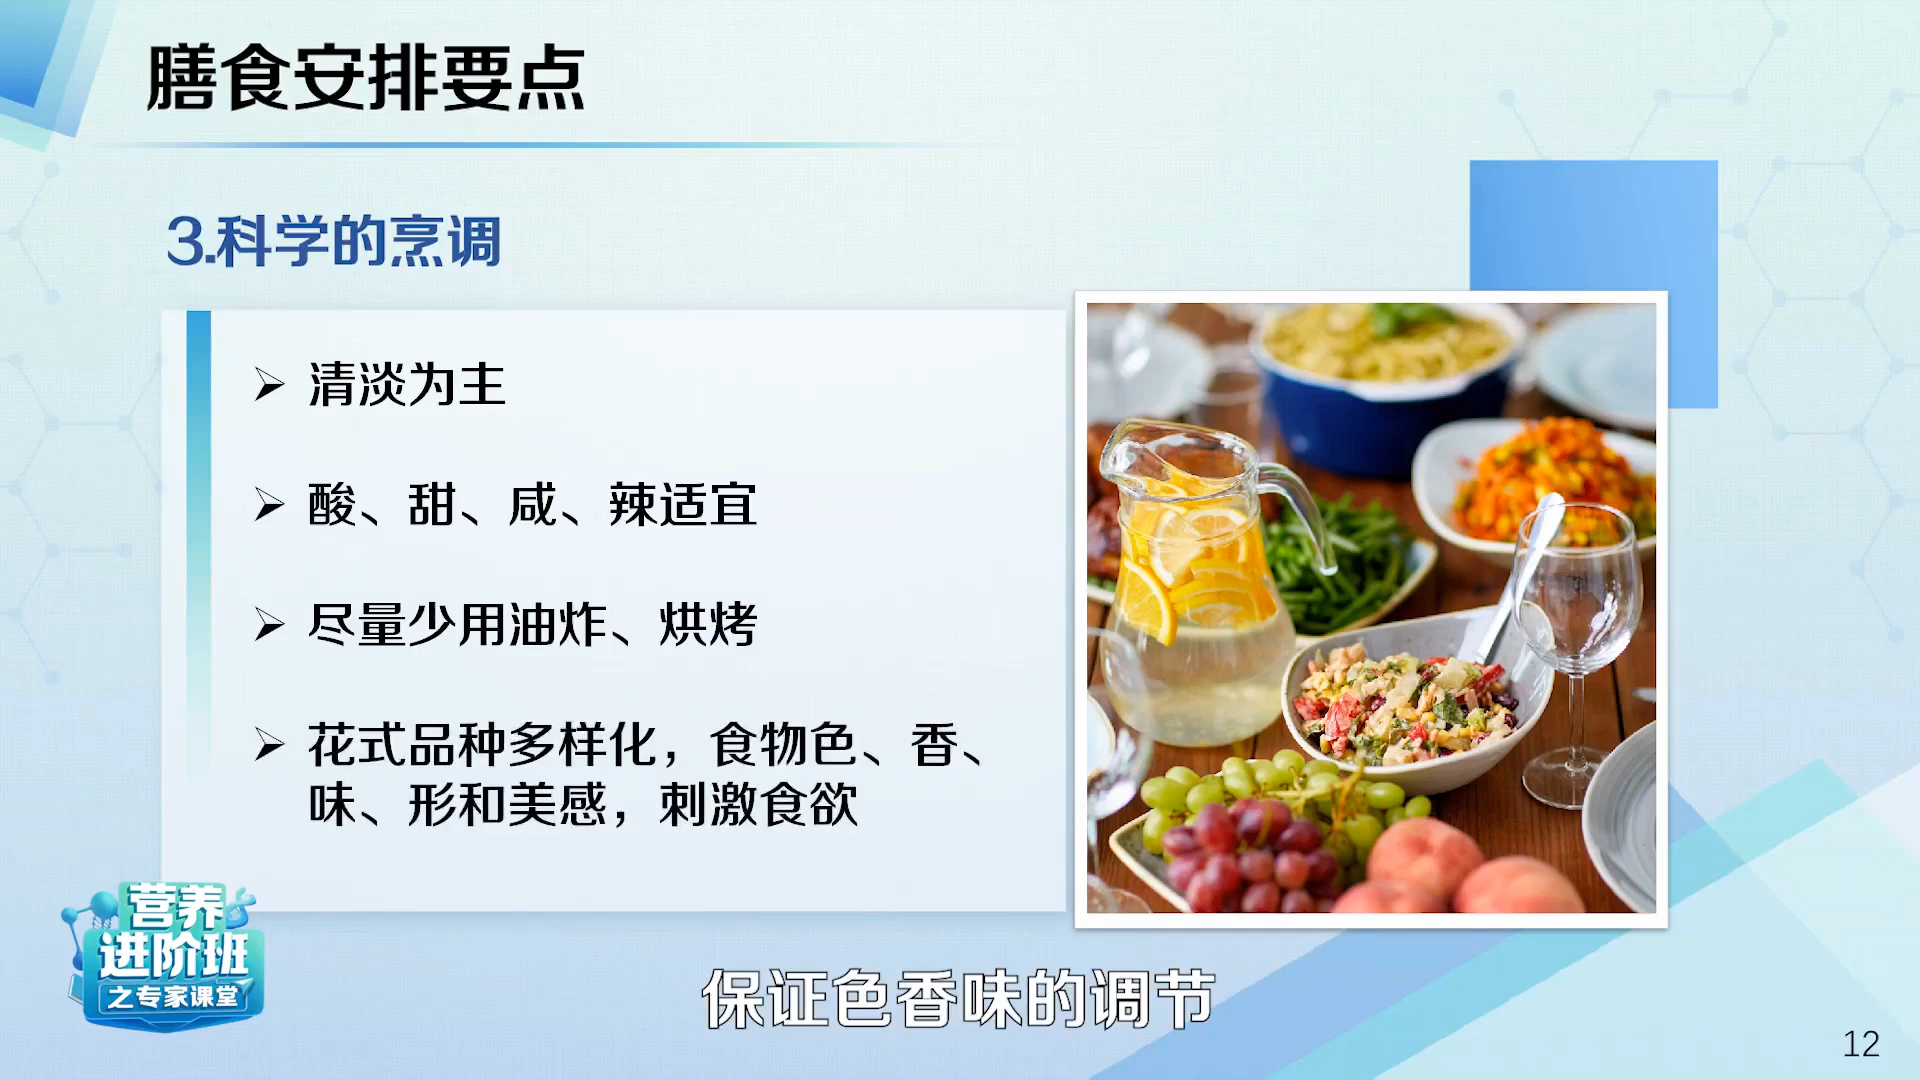 膳食安排要点
3.科学的烹调
➢ 清淡为主
➢ 酸、甜、咸、辣适宜
➢ 尽量少用油炸、烘烤
➢ 花式品种多样化，食物色、香、
味、形和美感，刺激食欲
营养
进阶班
之专家课堂
保证色香味的调节
12